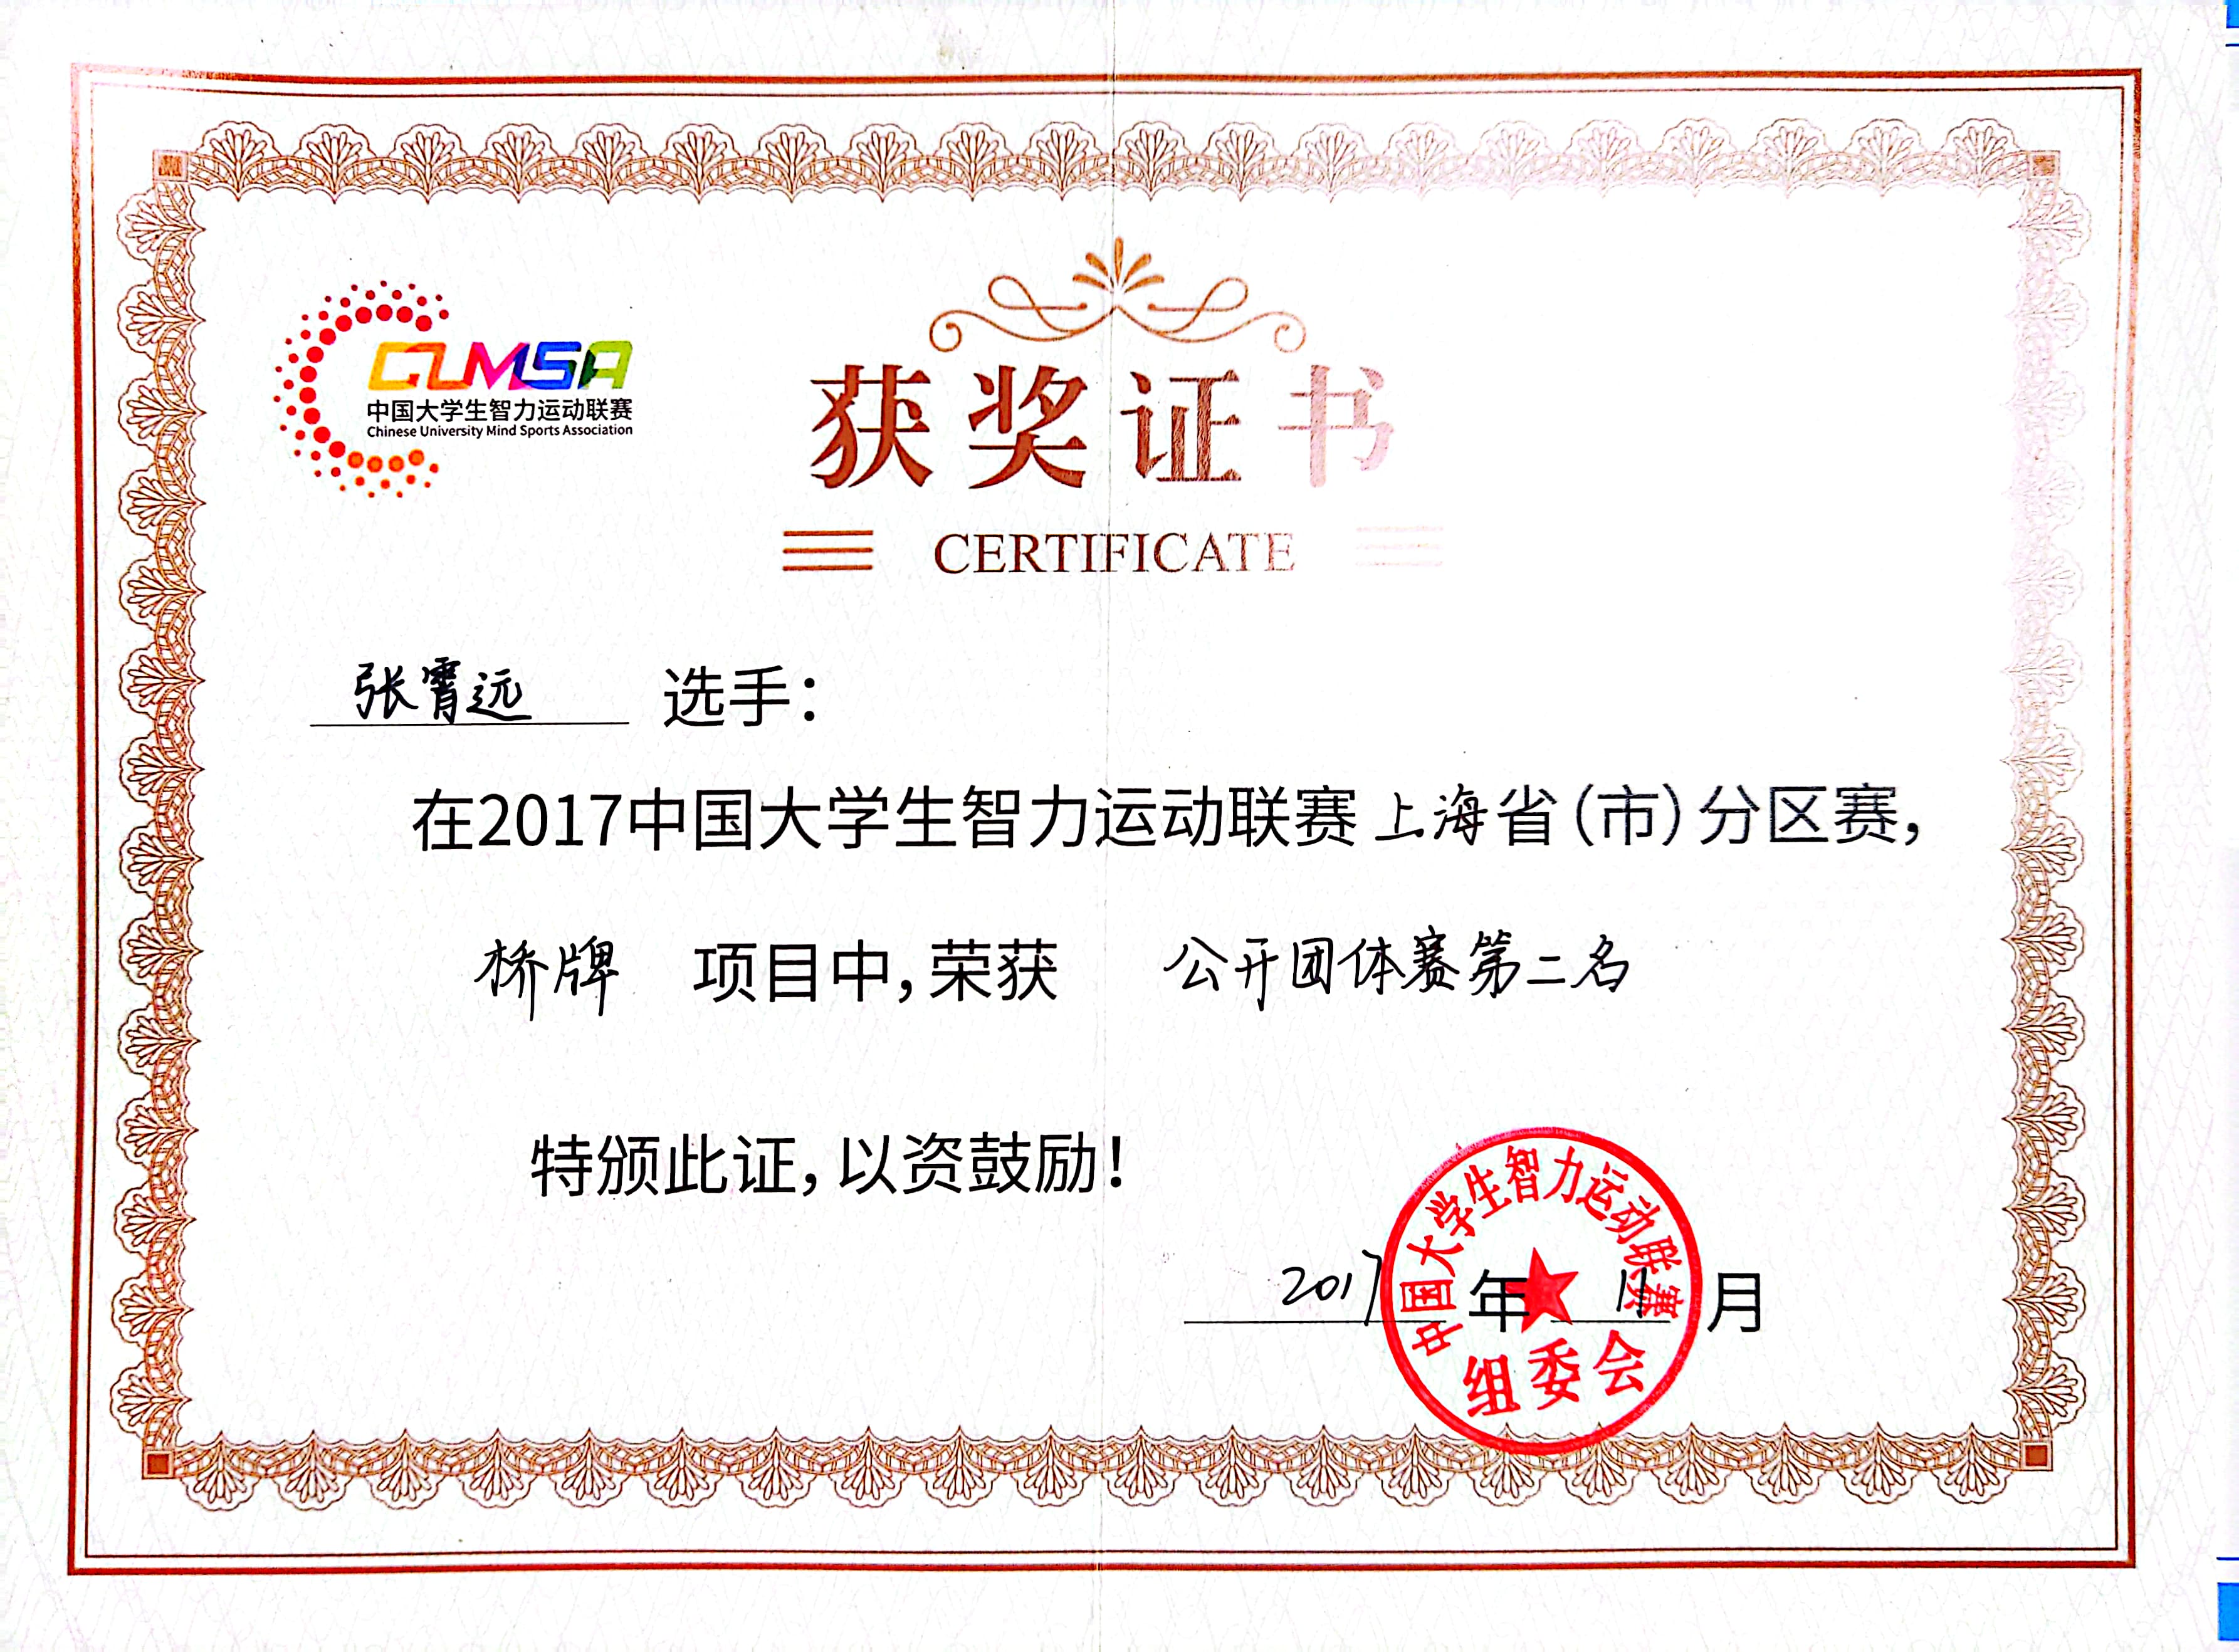 CUMSA
中国大学生智力运动联赛
Chinese University Mind Sports Association
获奖证书
CERTIFICATE
张霄远 选手：
在2017中国大学生智力运动联赛上海省（市）分区赛，
桥牌 项目中，荣获 公开团体赛第二名
特颁此证，以资鼓励！
2017 年 11 月
中国大学生智力运动联赛
组委会